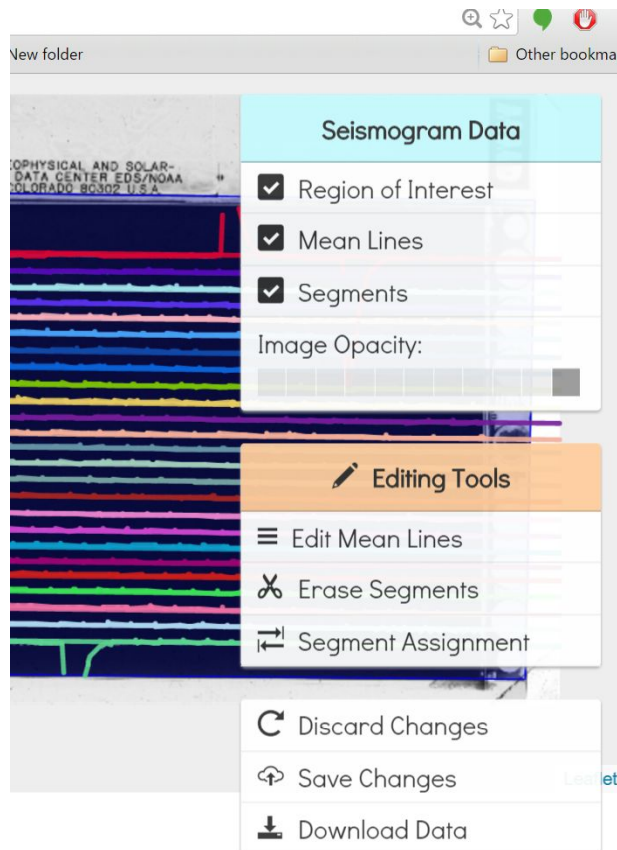 New folder
Other bookma
OPHYSICAL AND SOLAR-
DATA CENTER EDS/NOAA
COLORADO 80302 U.S.A.
Seismogram Data
Region of Interest
Mean Lines
Segments
Image Opacity:
Editing Tools
Edit Mean Lines
Erase Segments
Segment Assignment
Discard Changes
Save Changes
Leaflet
Download Data